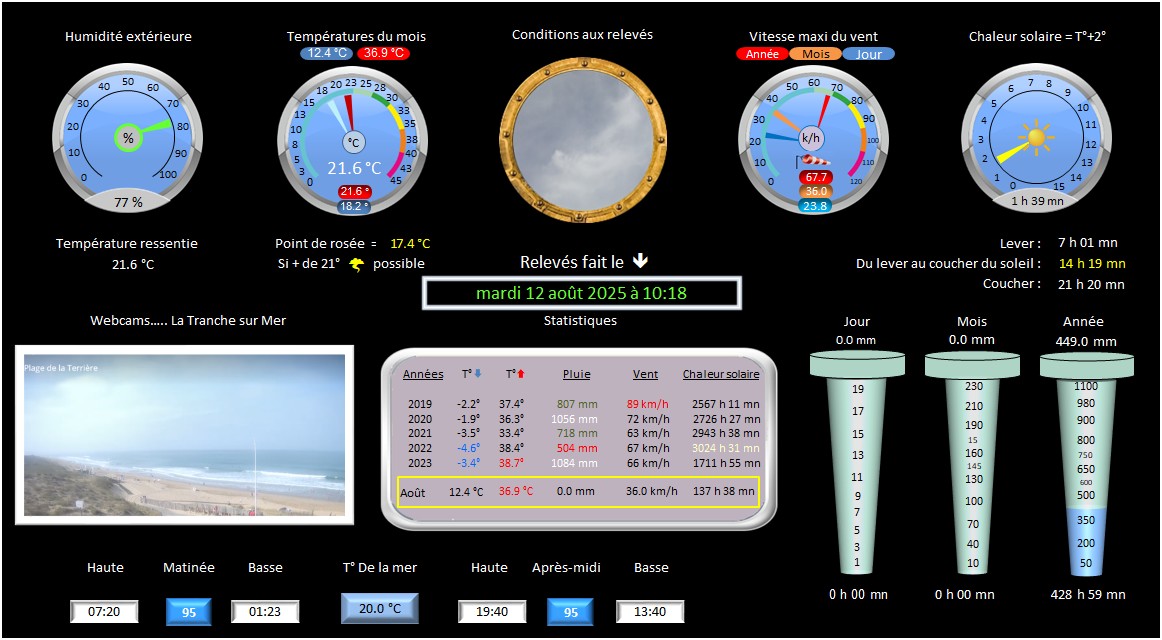 Humidité extérieure
Températures du mois
12.4 °C 36.9 °C
Conditions aux relevés
Vitesse maxi du vent
Année Mois Jour
Chaleur solaire = T°+2°
0 10 20 30 40 50 60 70 80 90 100
%
77 %
0 3 5 8 10 13 15 18 20 23 25 28 30 33 35 38 40 43 45
°C
21.6 °C
21.6 °
18.2 °
0 10 20 30 40 50 60 70 80 90 100 110 120
k/h
67.7
36.0
23.8
0 1 2 3 4 5 6 7 8 9 10 11 12 13 14 15
1 h 39 mn
Température ressentie
21.6 °C
Point de rosée = 17.4 °C
Si + de 21° possible
Relevés fait le
mardi 12 août 2025 à 10:18
Lever : 7 h 01 mn
Du lever au coucher du soleil : 14 h 19 mn
Coucher : 21 h 20 mn
Webcams..... La Tranche sur Mer
Plage de la Terrière
Statistiques
Années T° T° Pluie Vent Chaleur solaire
2019 -2.2° 37.4° 807 mm 89 km/h 2567 h 11 mn
2020 -1.9° 36.3° 1056 mm 72 km/h 2726 h 27 mn
2021 -3.5° 33.4° 718 mm 63 km/h 2943 h 38 mn
2022 -4.6° 38.4° 504 mm 67 km/h 3024 h 31 mn
2023 -3.4° 38.7° 1084 mm 66 km/h 1711 h 55 mn
Août 12.4 °C 36.9 °C 0.0 mm 36.0 km/h 137 h 38 mn
Jour
0.0 mm
19
17
15
13
11
9
7
5
3
1
0 h 00 mn
Mois
0.0 mm
230
210
190
15
160
145
130
100
70
40
10
0 h 00 mn
Année
449.0 mm
1100
980
900
800
750
650
600
500
350
200
50
428 h 59 mn
Haute Matinée Basse T° De la mer Haute Après-midi Basse
07:20 95 01:23 20.0 °C 19:40 95 13:40